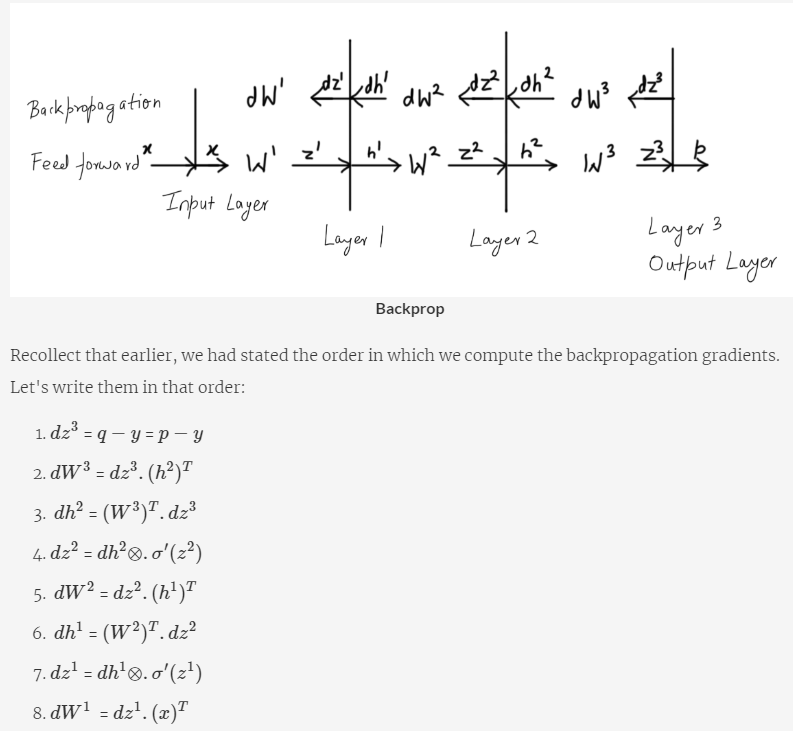 Backpropagation dW¹ dz¹ dh¹ dW² dz² dh² dW³ dz³
Feed forward x x W¹ z¹ h¹ W² z² h² W³ z³ p
Input Layer
Layer 1 Layer 2 Layer 3
Output Layer
Backprop
Recollect that earlier, we had stated the order in which we compute the backpropagation gradients.
Let's write them in that order:
1. dz³ = q − y = p − y
2. dW³ = dz³. (h²)ᵀ
3. dh² = (W³)ᵀ. dz³
4. dz² = dh²⊗. σ′(z²)
5. dW² = dz². (h¹)ᵀ
6. dh¹ = (W²)ᵀ. dz²
7. dz¹ = dh¹⊗. σ′(z¹)
8. dW¹ = dz¹. (x)ᵀ